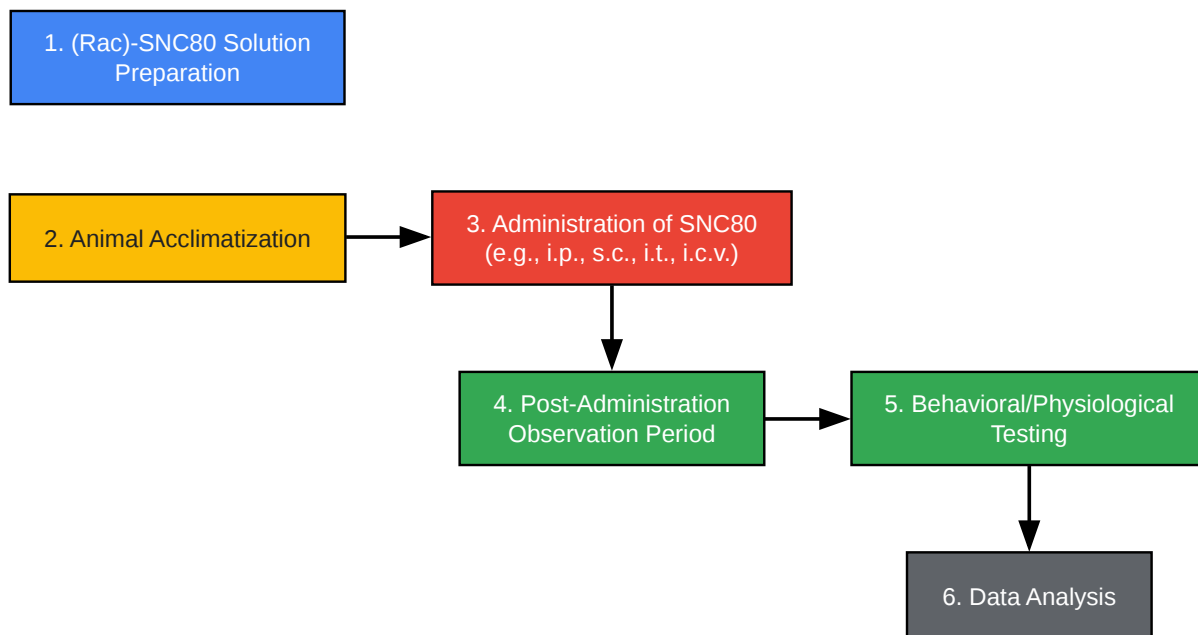 1. (Rac)-SNC80 Solution
Preparation
2. Animal Acclimatization
3. Administration of SNC80
(e.g., i.p., s.c., i.t., i.c.v.)
4. Post-Administration
Observation Period
5. Behavioral/Physiological
Testing
6. Data Analysis